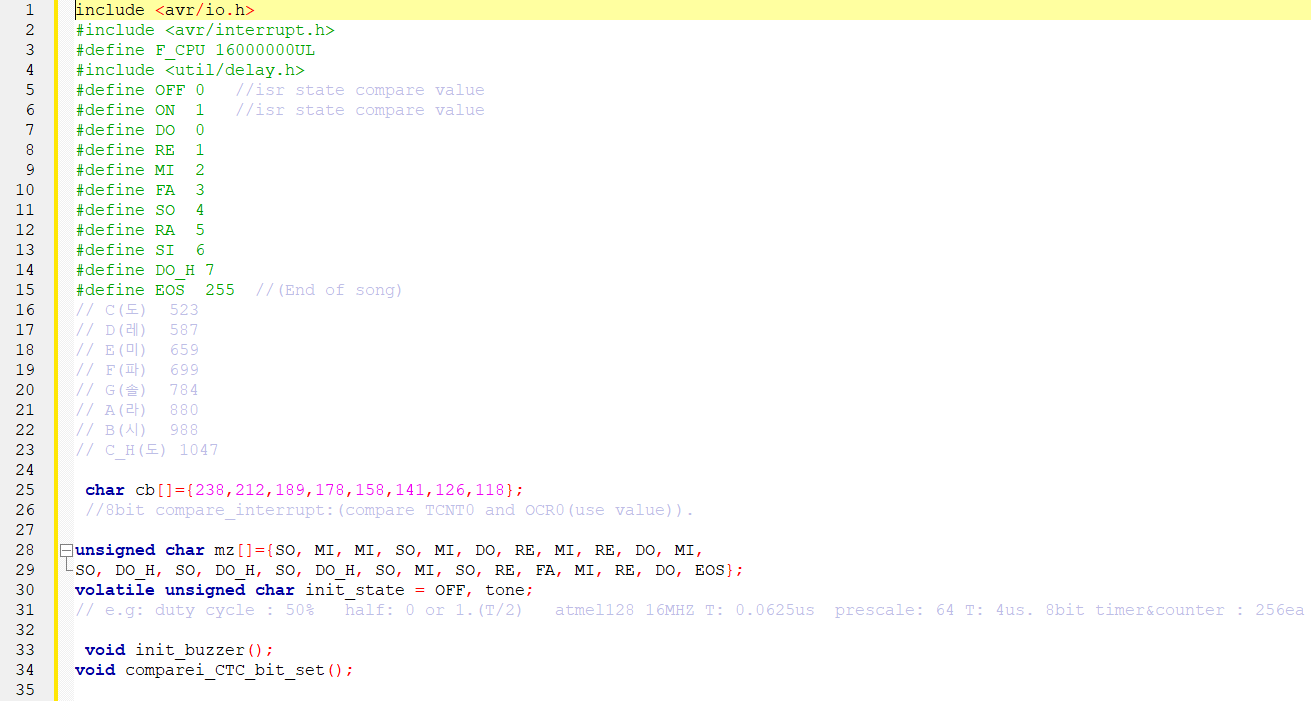 1 include <avr/io.h>
2 #include <avr/interrupt.h>
3 #define F_CPU 16000000UL
4 #include <util/delay.h>
5 #define OFF 0   //isr state compare value
6 #define ON  1   //isr state compare value
7 #define DO  0
8 #define RE  1
9 #define MI  2
10 #define FA  3
11 #define SO  4
12 #define RA  5
13 #define SI  6
14 #define DO_H 7
15 #define EOS  255  //(End of song)
16 // C(도)  523
17 // D(레)  587
18 // E(미)  659
19 // F(파)  699
20 // G(솔)  784
21 // A(라)  880
22 // B(시)  988
23 // C_H(도) 1047
24
25  char cb[]={238,212,189,178,158,141,126,118};
26  //8bit compare_interrupt:(compare TCNT0 and OCR0(use value)).
27
28 unsigned char mz[]={SO, MI, MI, SO, MI, DO, RE, MI, RE, DO, MI,
29 SO, DO_H, SO, DO_H, SO, DO_H, SO, MI, SO, RE, FA, MI, RE, DO, EOS};
30 volatile unsigned char init_state = OFF, tone;
31 // e.g: duty cycle : 50%   half: 0 or 1.(T/2)   atmel128 16MHZ T: 0.0625us  prescale: 64 T: 4us. 8bit timer&counter : 256ea
32
33  void init_buzzer();
34 void comparei_CTC_bit_set();
35